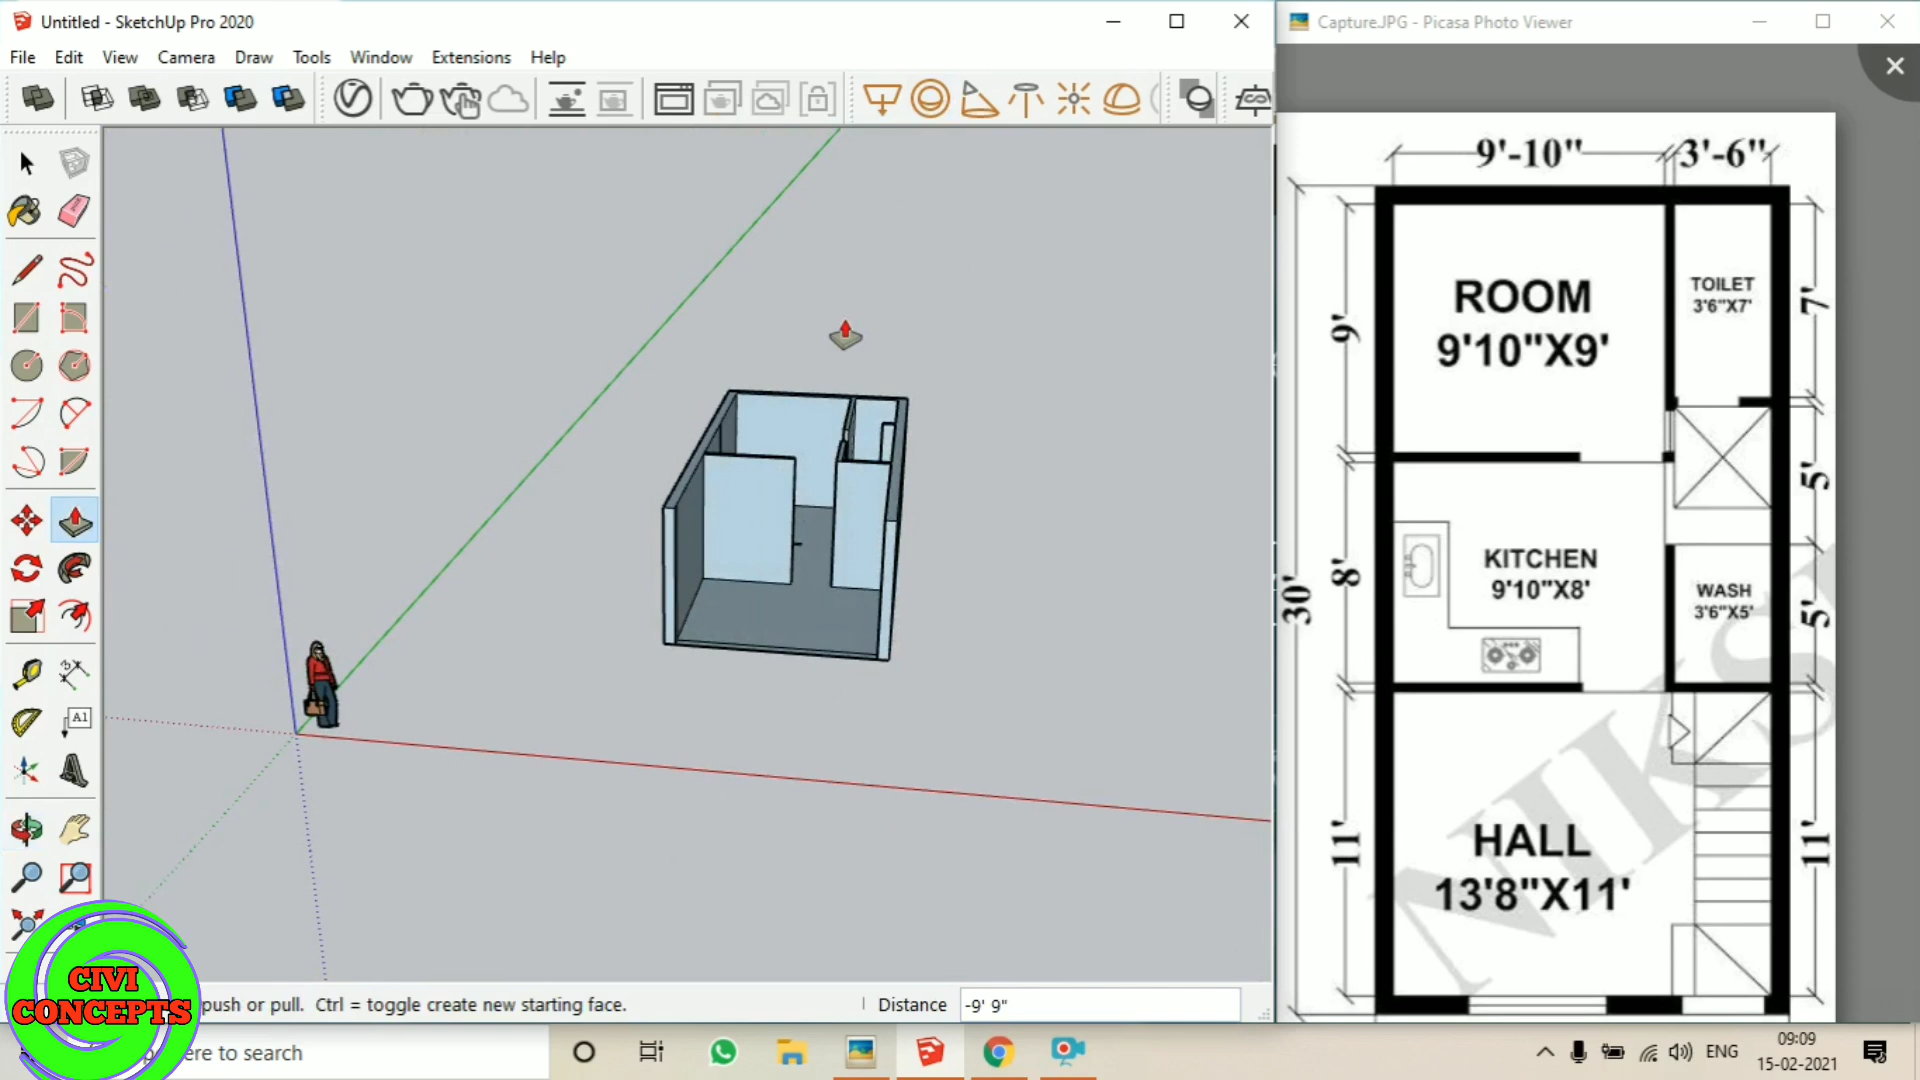 Untitled - SketchUp Pro 2020
File Edit View Camera Draw Tools Window Extensions Help
A1
push or pull. Ctrl = toggle create new starting face.
Distance -9' 9"
CIVI
CONCEPTS
ere to search
Capture.JPG - Picasa Photo Viewer
9'-10" 3'-6"
ROOM
9'10"X9'
TOILET
3'6"X7'
9'
7'
5'
KITCHEN
9'10"X8'
8'
30'
WASH
3'6"X5'
5'
HALL
13'8"X11'
11'
11'
NIKS
ENG
09:09
15-02-2021